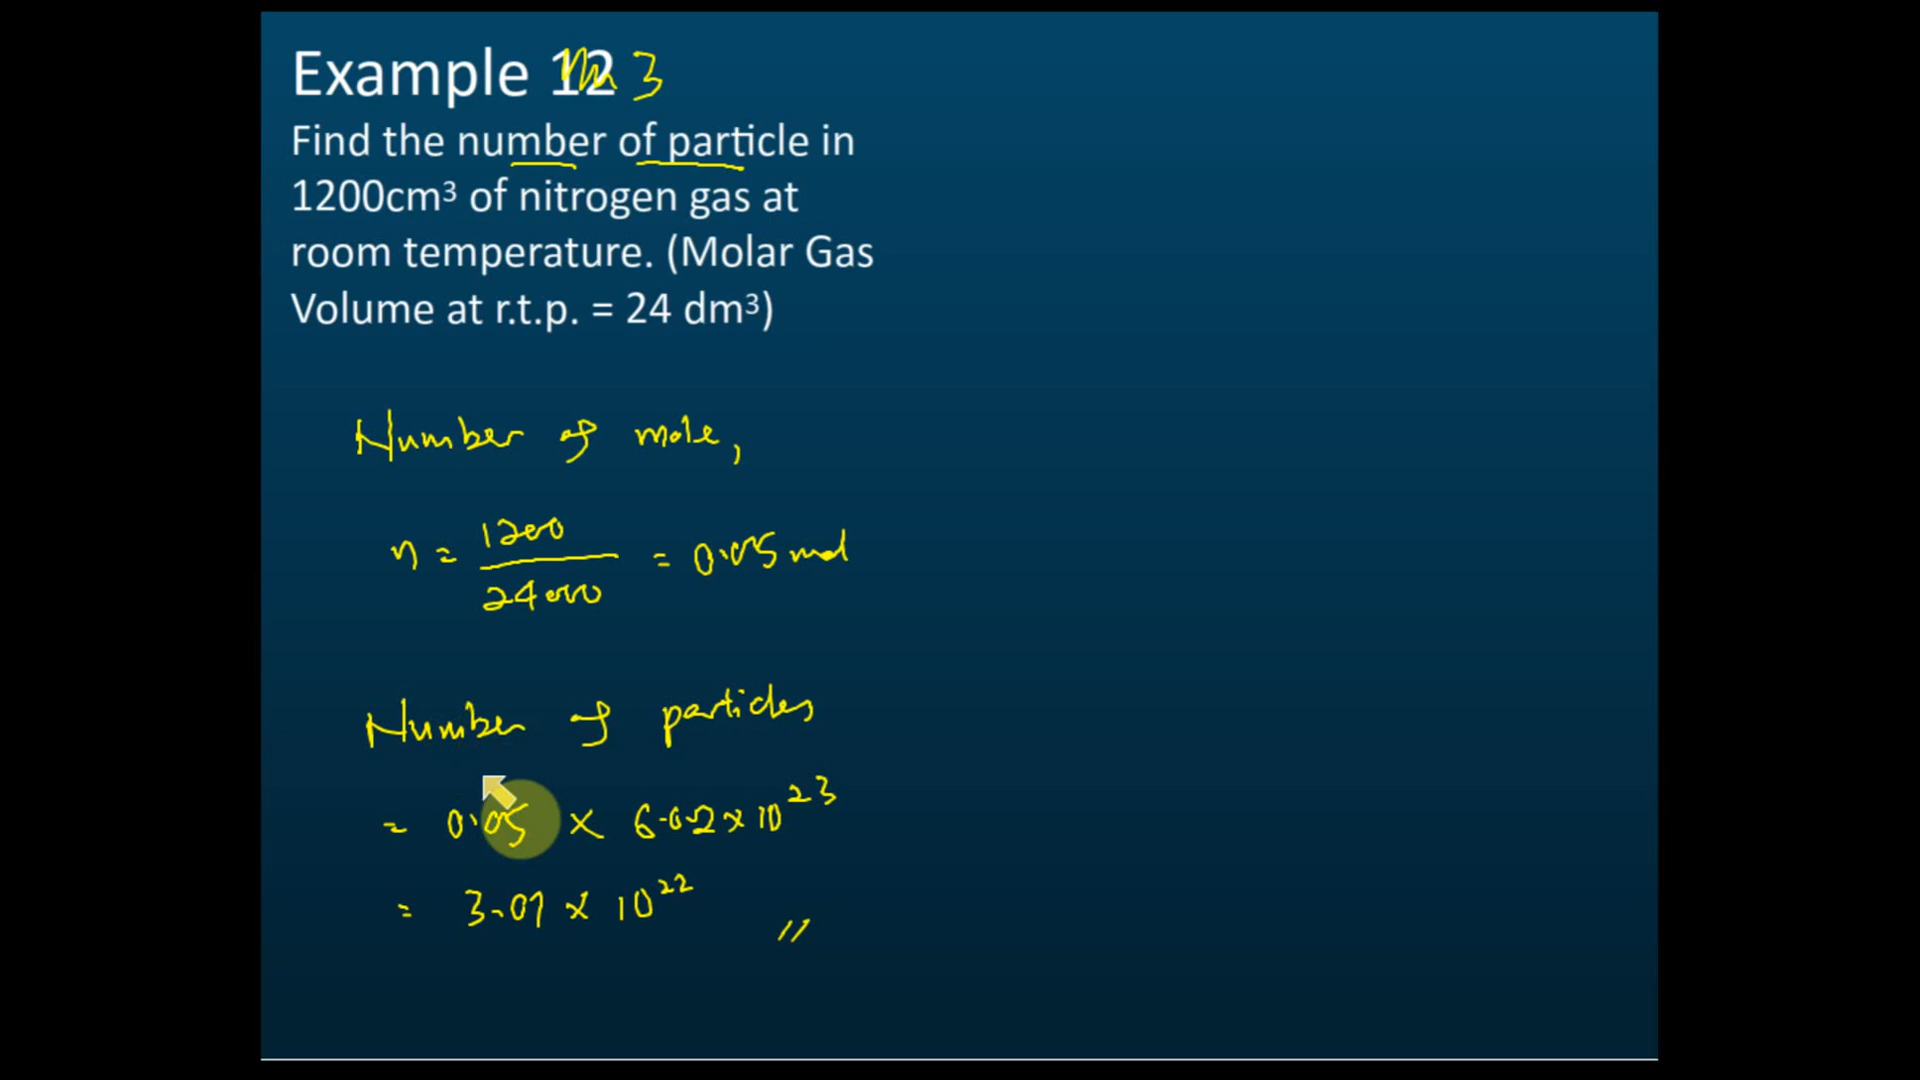 Example 12 3
Find the number of particle in
1200cm³ of nitrogen gas at
room temperature. (Molar Gas
Volume at r.t.p. = 24 dm³)
Number of mole,
n = 1200 / 24000 = 0.05 mol
Number of particles
= 0.05 × 6.02 × 10²³
= 3.01 × 10²² //